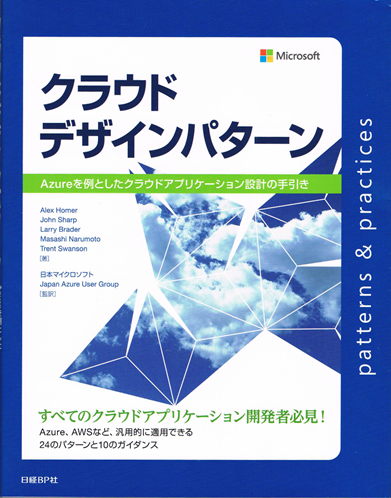 Microsoft
クラウド
デザインパターン
Azureを例としたクラウドアプリケーション設計の手引き
Alex Homer
John Sharp
Larry Brader
Masashi Narumoto
Trent Swanson
[著]
日本マイクロソフト
Japan Azure User Group
[監訳]
patterns & practices
すべてのクラウドアプリケーション開発者必見！
Azure、AWSなど、汎用的に適用できる
24のパターンと10のガイダンス
日経BP社